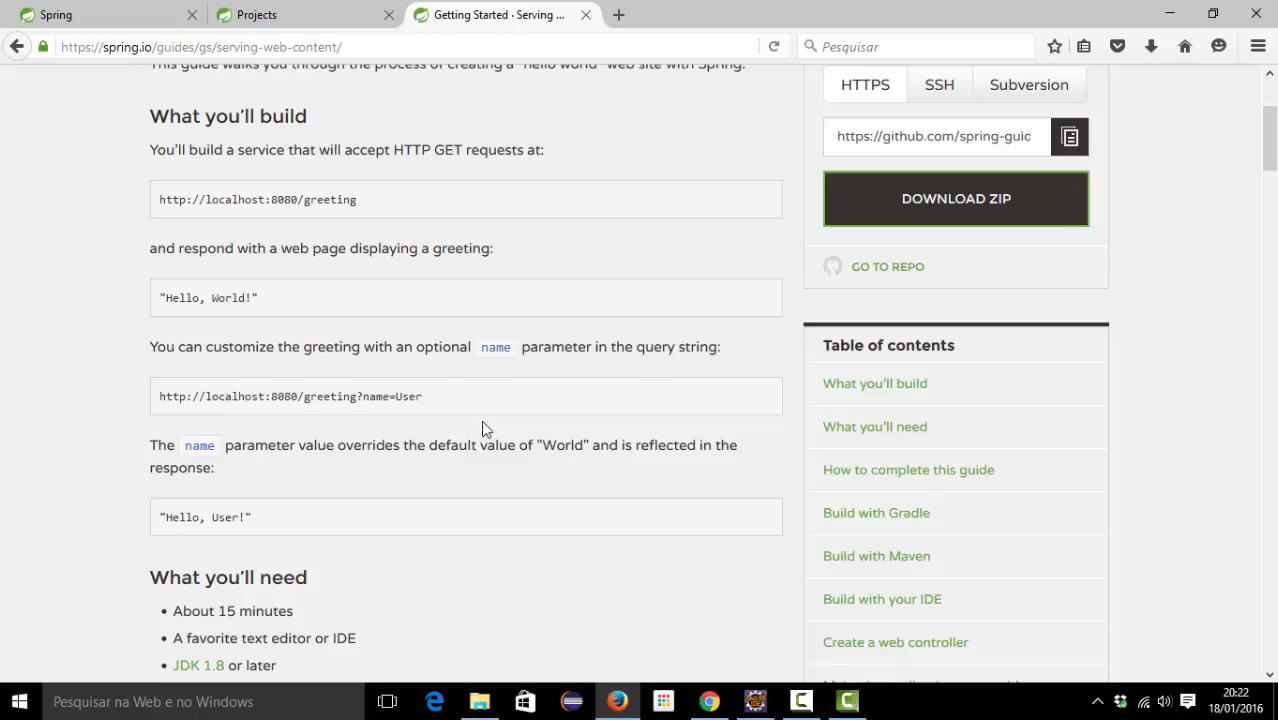 Spring
Projects
Getting Started · Serving ...
https://spring.io/guides/gs/serving-web-content/
Pesquisar
This guide walks you through the process of creating a "hello world" web site with Spring.
What you'll build
You'll build a service that will accept HTTP GET requests at:
http://localhost:8080/greeting
and respond with a web page displaying a greeting:
"Hello, World!"
You can customize the greeting with an optional name parameter in the query string:
http://localhost:8080/greeting?name=User
The name parameter value overrides the default value of "World" and is reflected in the
response:
"Hello, User!"
What you'll need
• About 15 minutes
• A favorite text editor or IDE
• JDK 1.8 or later
HTTPS
SSH
Subversion
https://github.com/spring-guid
DOWNLOAD ZIP
GO TO REPO
Table of contents
What you'll build
What you'll need
How to complete this guide
Build with Gradle
Build with Maven
Build with your IDE
Create a web controller
Pesquisar na Web e no Windows
20:22
18/01/2016